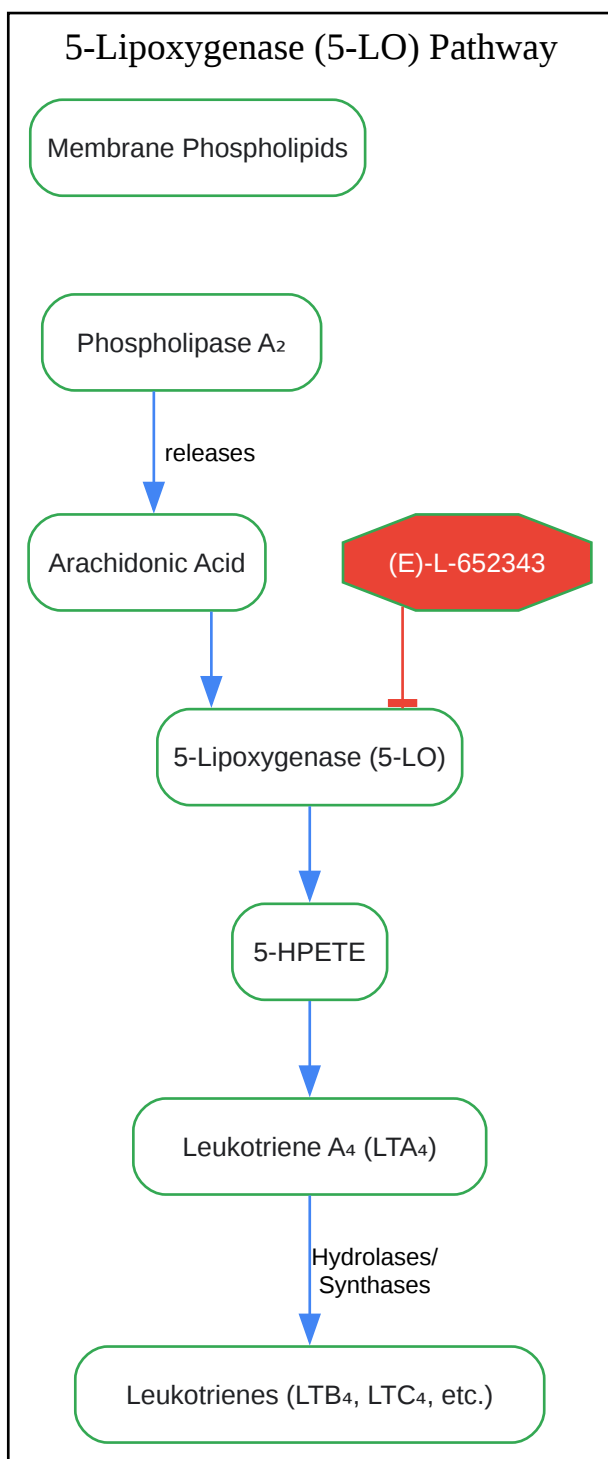 5-Lipoxygenase (5-LO) Pathway
Membrane Phospholipids
Phospholipase A₂
releases
Arachidonic Acid
(E)-L-652343
5-Lipoxygenase (5-LO)
5-HPETE
Leukotriene A₄ (LTA₄)
Hydrolases/
Synthases
Leukotrienes (LTB₄, LTC₄, etc.)